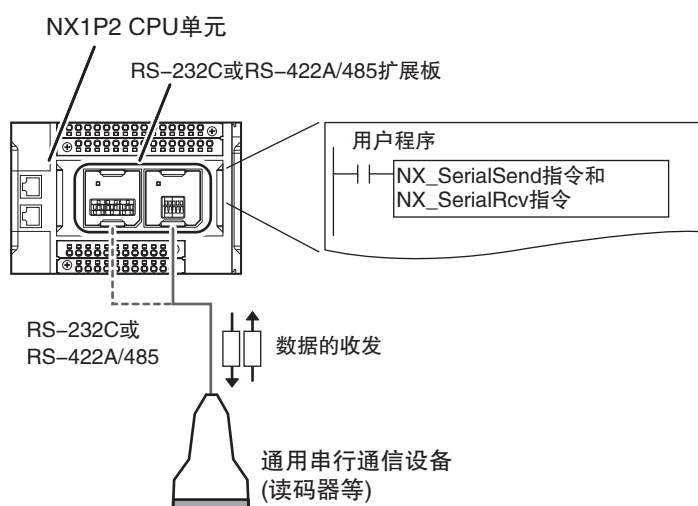 NX1P2 CPU单元
RS-232C或RS-422A/485扩展板
用户程序
NX_SerialSend指令和
NX_SerialRcv指令
RS-232C或
RS-422A/485
数据的收发
通用串行通信设备
(读码器等)